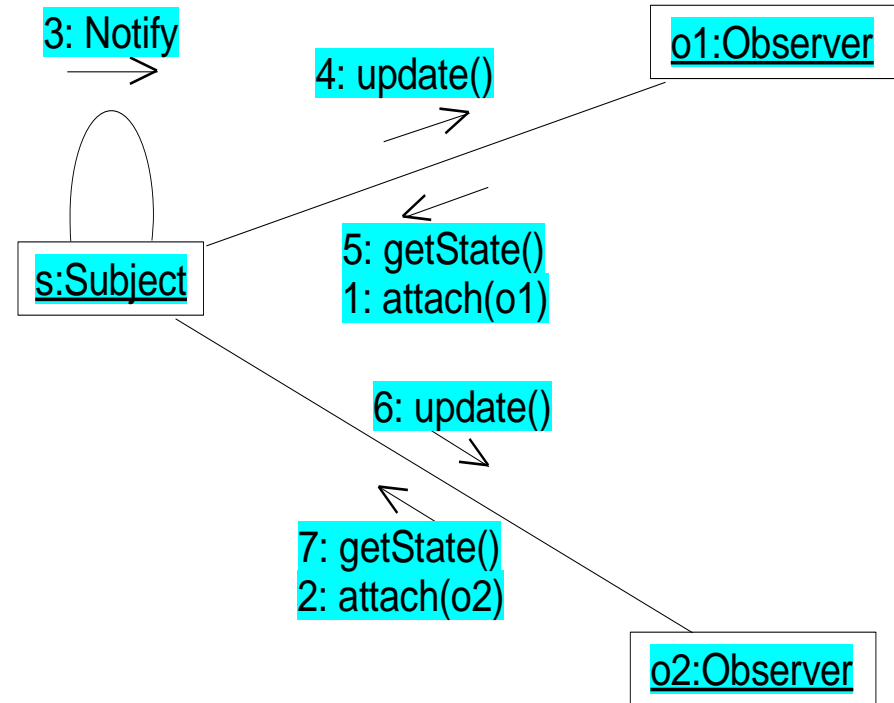 3: Notify
o1:Observer
4: update()
5: getState()
1: attach(o1)
s:Subject
6: update()
7: getState()
2: attach(o2)
o2:Observer